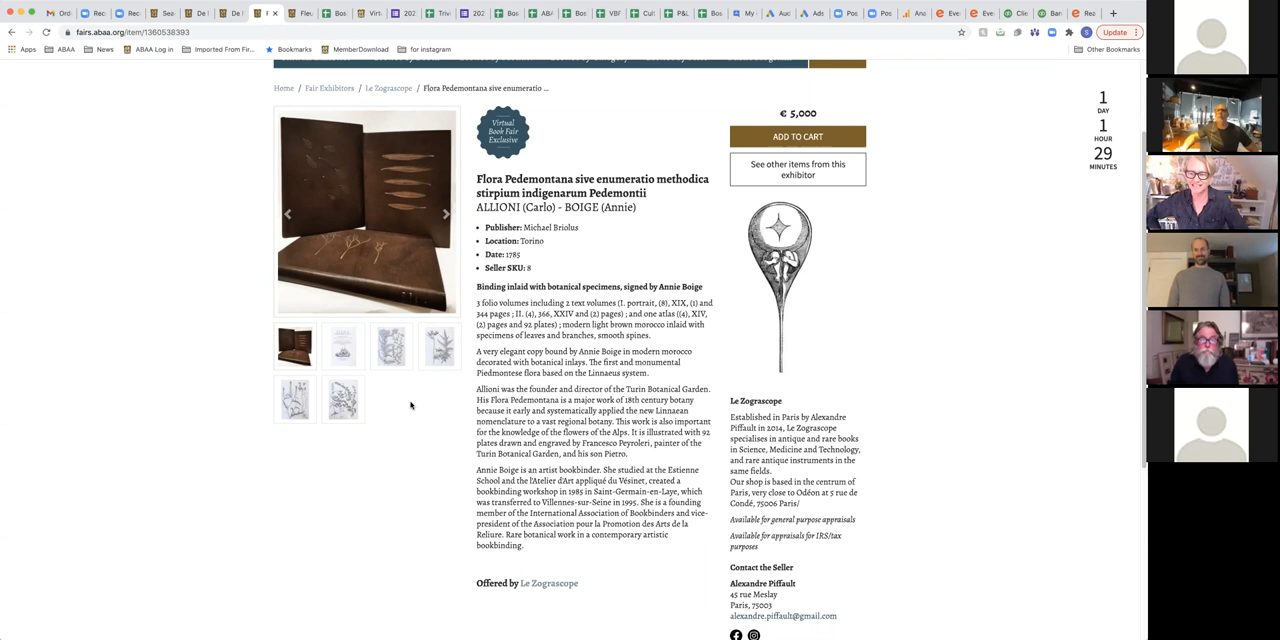 Update
fairs.abaa.org/item/1360538393
Apps
ABAA
News
ABAA Log in
Imported From Fir...
Bookmarks
MemberDownload
for instagram
Other Bookmarks
Home / Fair Exhibitors / Le Zograscope / Flora Pedemontana sive enumeratio ...
Virtual
Book Fair
Exclusive
Flora Pedemontana sive enumeratio methodica
stirpium indigenarum Pedemontii
ALLIONI (Carlo) - BOIGE (Annie)
• Publisher: Michael Briolus
• Location: Torino
• Date: 1785
• Seller SKU: 8
Binding inlaid with botanical specimens, signed by Annie Boige
3 folio volumes including 2 text volumes (I. portrait, (8), XIX, (1) and
344 pages ; II. (4), 366, XXIV and (2) pages) ; and one atlas ((4), XIV,
(2) pages and 92 plates) ; modern light brown morocco inlaid with
specimens of leaves and branches, smooth spines.
A very elegant copy bound by Annie Boige in modern morocco
decorated with botanical inlays. The first and monumental
Piedmontese flora based on the Linnaeus system.
Allioni was the founder and director of the Turin Botanical Garden.
His Flora Pedemontana is a major work of 18th century botany
because it early and systematically applied the new Linnaean
nomenclature to a vast regional botany. This work is also important
for the knowledge of the flowers of the Alps. It is illustrated with 92
plates drawn and engraved by Francesco Peyroleri, painter of the
Turin Botanical Garden, and his son Pietro.
Annie Boige is an artist bookbinder. She studied at the Estienne
School and the l'Atelier d'Art appliqué du Vésinet, created a
bookbinding workshop in 1985 in Saint-Germain-en-Laye, which
was transferred to Villennes-sur-Seine in 1995. She is a founding
member of the International Association of Bookbinders and vice-
president of the Association pour la Promotion des Arts de la
Reliure. Rare botanical work in a contemporary artistic
bookbinding.
Offered by Le Zograscope
€ 5,000
ADD TO CART
See other items from this
exhibitor
Le Zograscope
Established in Paris by Alexandre
Piffault in 2014, Le Zograscope
specialises in antique and rare books
in Science, Medicine and Technology,
and rare antique instruments in the
same fields.
Our shop is based in the centrum of
Paris, very close to Odéon at 5 rue de
Condé, 75006 Paris/
Available for general purpose appraisals
Available for appraisals for IRS/tax
purposes
Contact the Seller
Alexandre Piffault
45 rue Meslay
Paris, 75003
alexandre.piffault@gmail.com
1
DAY
1
HOUR
29
MINUTES